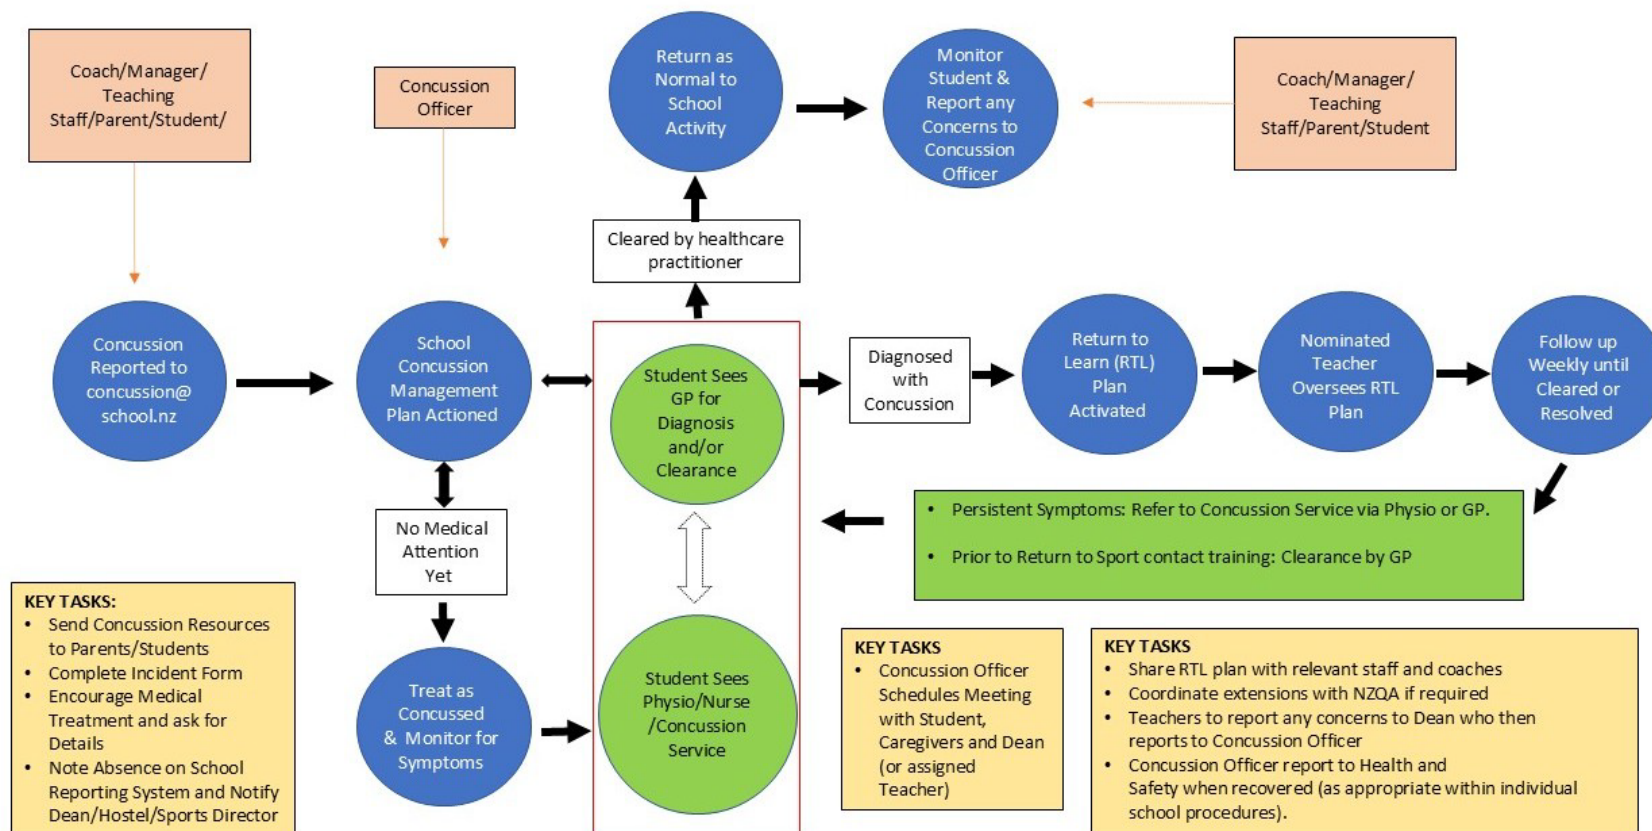 Coach/Manager/
Teaching
Staff/Parent/Student/
Concussion
Officer
Return as
Normal to
School
Activity
Monitor
Student &
Report any
Concerns to
Concussion
Officer
Coach/Manager/
Teaching
Staff/Parent/Student
Cleared by healthcare
practitioner
Concussion
Reported to
concussion@
school.nz
School
Concussion
Management
Plan Actioned
Student Sees
GP for
Diagnosis
and/or
Clearance
Diagnosed
with
Concussion
Return to
Learn (RTL)
Plan
Activated
Nominated
Teacher
Oversees RTL
Plan
Follow up
Weekly until
Cleared or
Resolved
No Medical
Attention
Yet
• Persistent Symptoms: Refer to Concussion Service via Physio or GP.
• Prior to Return to Sport contact training: Clearance by GP
KEY TASKS:
• Send Concussion Resources
to Parents/Students
• Complete Incident Form
• Encourage Medical
Treatment and ask for
Details
• Note Absence on School
Reporting System and Notify
Dean/Hostel/Sports Director
Treat as
Concussed
& Monitor for
Symptoms
Student Sees
Physio/Nurse
/Concussion
Service
KEY TASKS
• Concussion Officer
Schedules Meeting
with Student,
Caregivers and Dean
(or assigned
Teacher)
KEY TASKS
• Share RTL plan with relevant staff and coaches
• Coordinate extensions with NZQA if required
• Teachers to report any concerns to Dean who then
reports to Concussion Officer
• Concussion Officer report to Health and
Safety when recovered (as appropriate within individual
school procedures).